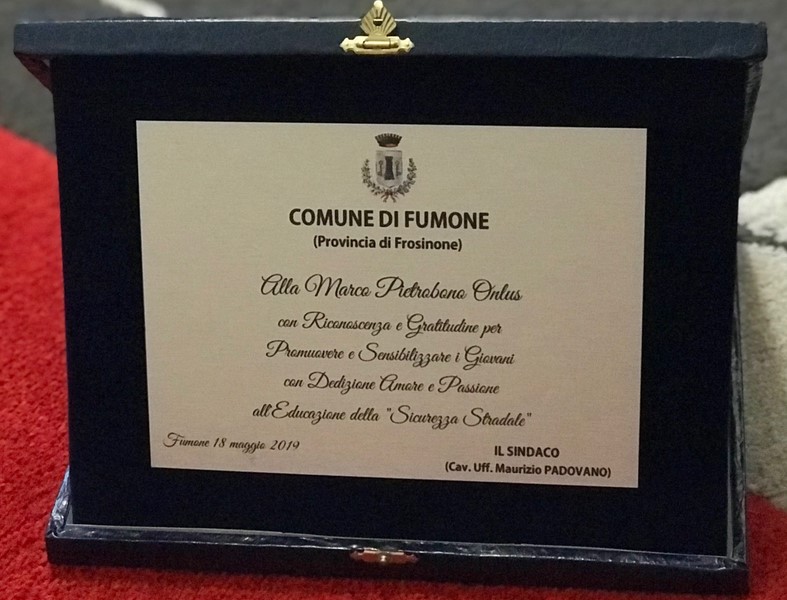 COMUNE DI FUMONE
(Provincia di Frosinone)
Alla Marco Pietrobono Onlus
con Riconoscenza e Gratitudine per
Promuovere e Sensibilizzare i Giovani
con Dedizione Amore e Passione
all'Educazione della "Sicurezza Stradale"
Fumone 18 maggio 2019
IL SINDACO
(Cav. Uff. Maurizio PADOVANO)